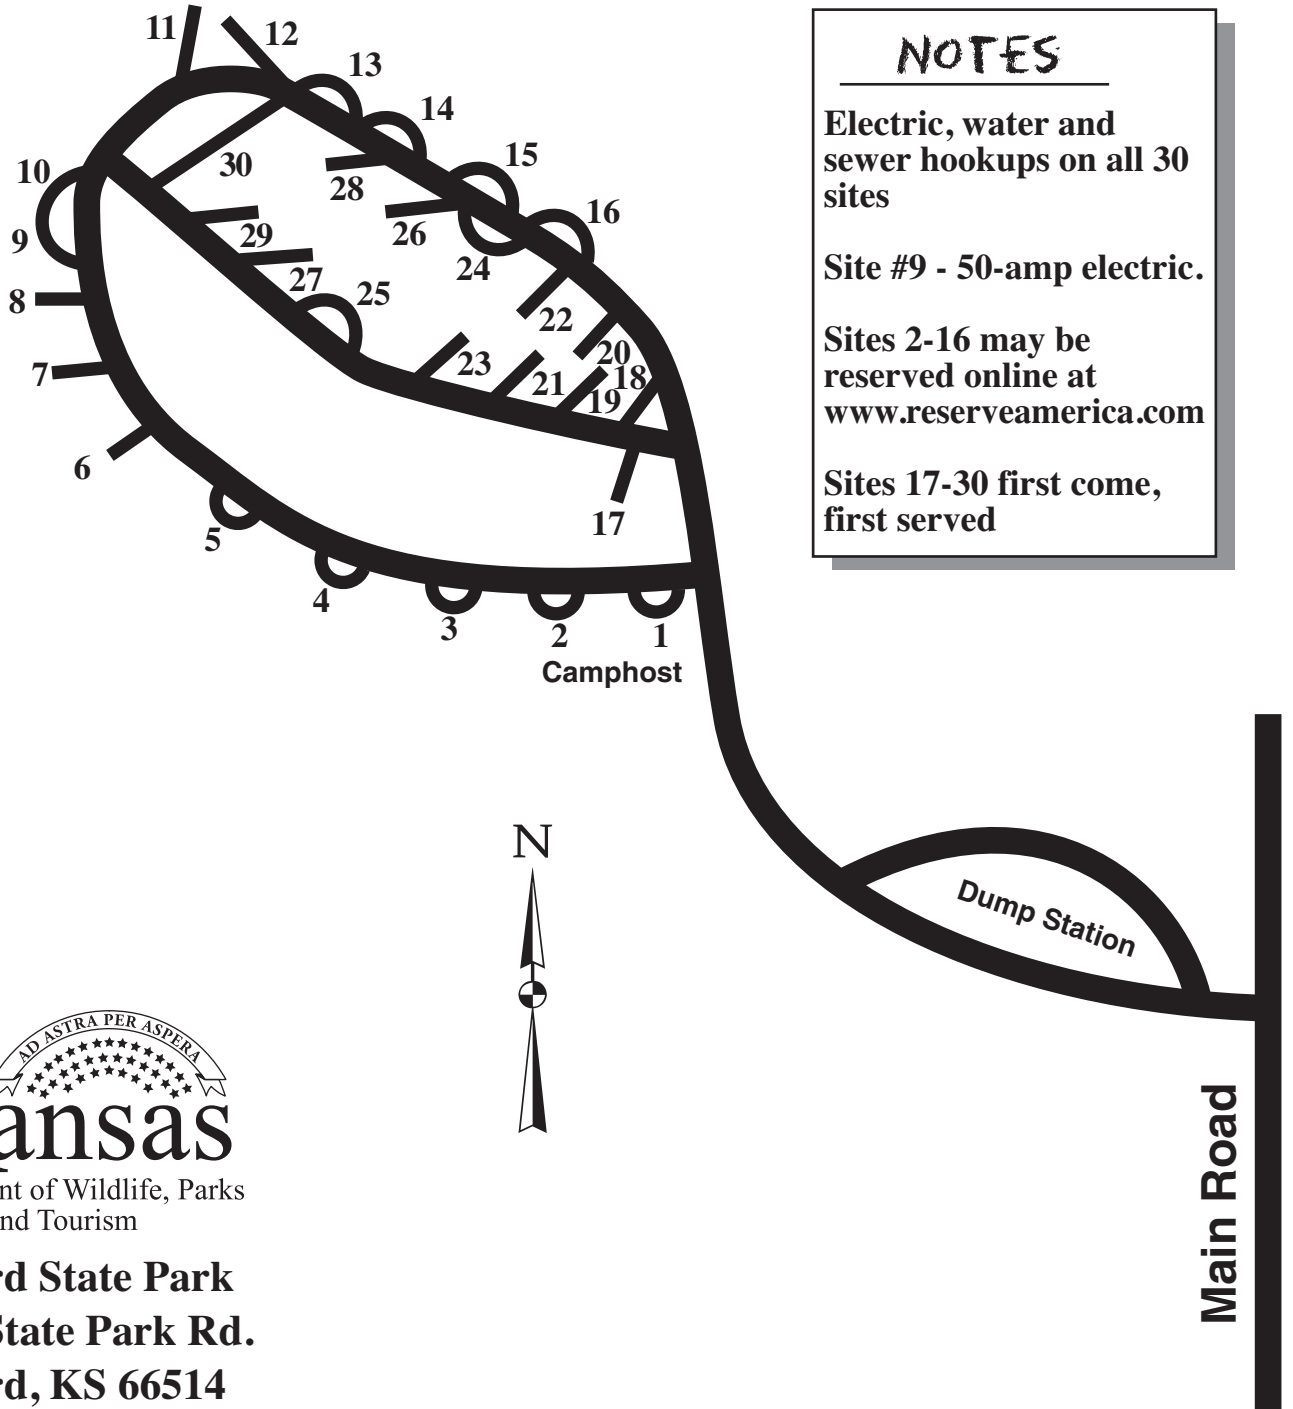 11
12
13
14
15
16
10
9
8
7
6
5
4
3
2
1
Camphost
30
28
26
24
29
27
25
22
20
18
23
21
19
17
NOTES
Electric, water and
sewer hookups on all 30
sites
Site #9 - 50-amp electric.
Sites 2-16 may be
reserved online at
www.reserveamerica.com
Sites 17-30 first come,
first served
N
Dump Station
Main Road
AD ASTRA PER ASPERA
ansas
nt of Wildlife, Parks
nd Tourism
rd State Park
State Park Rd.
rd, KS 66514